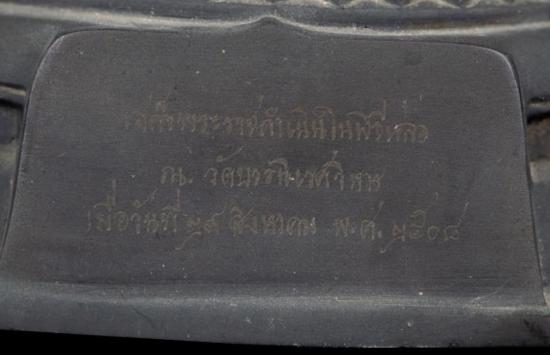 เสด็จพระราชดำเนินในพิธีหล่อ
ณ. วัดบวรนิเวศวิหาร
เมื่อวันที่ ๒๙ สิงหาคม พ.ศ. ๒๕๐๘